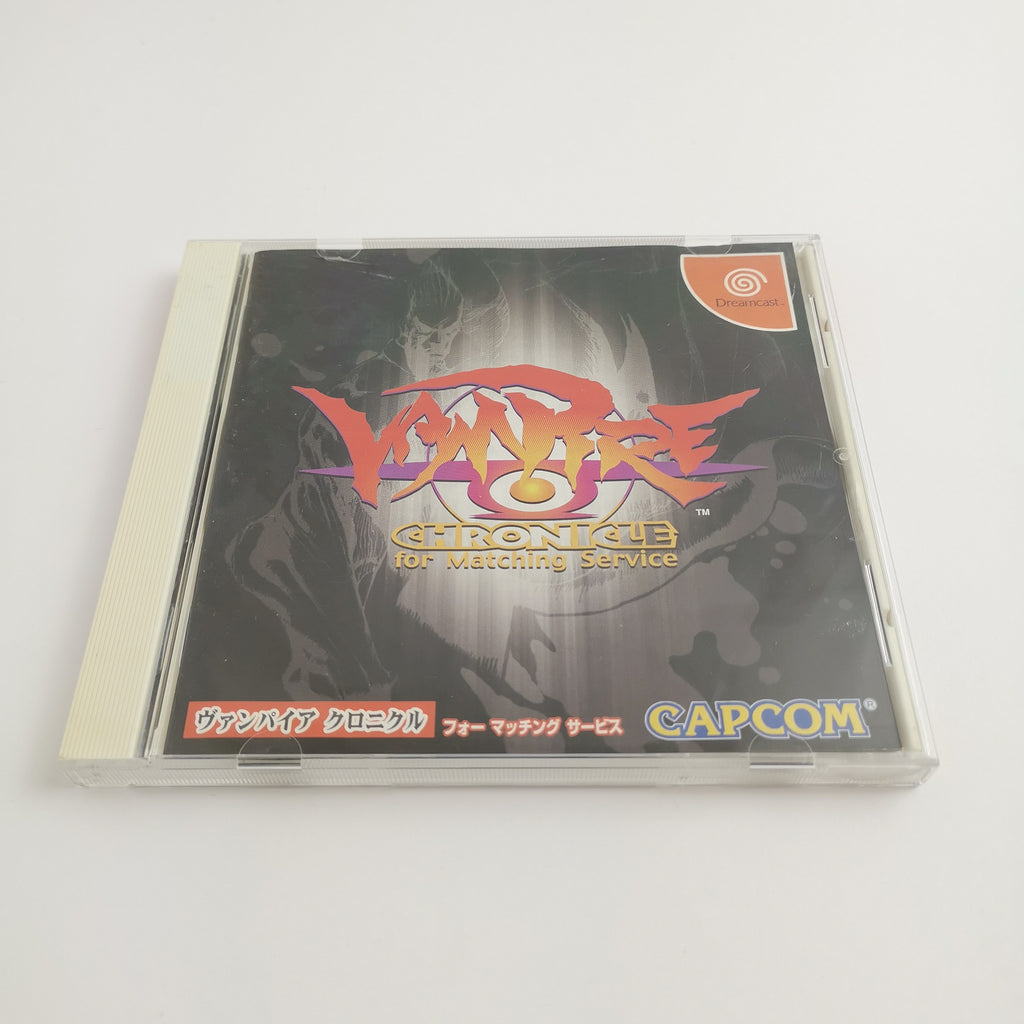 Dreamcast™
VAMPIRE
™
CHRONICLE
for Matching Service
ヴァンパイア クロニクル フォー マッチング サービス CAPCOM®